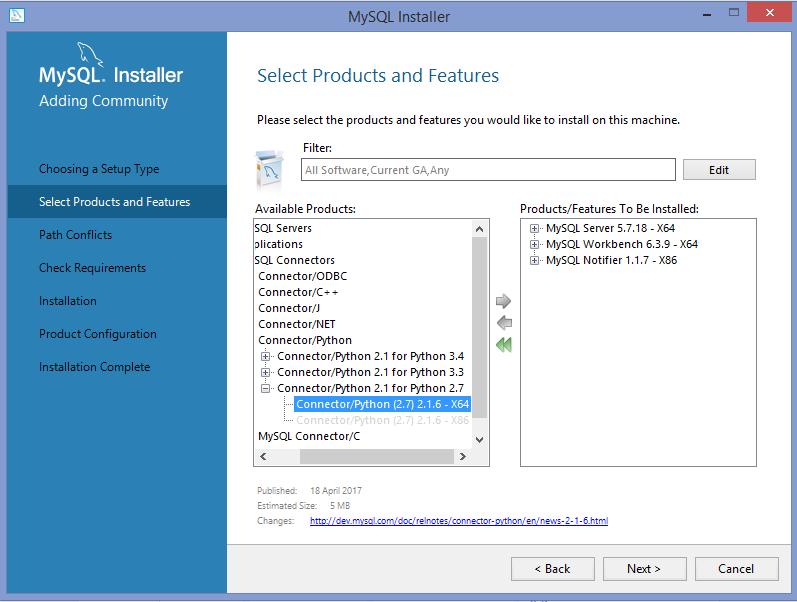 MySQL Installer
MySQL. Installer
Adding Community
Choosing a Setup Type
Select Products and Features
Path Conflicts
Check Requirements
Installation
Product Configuration
Installation Complete
Select Products and Features
Please select the products and features you would like to install on this machine.
Filter:
All Software,Current GA,Any
Edit
Available Products:
SQL Servers
plications
SQL Connectors
Connector/ODBC
Connector/C++
Connector/J
Connector/NET
Connector/Python
Connector/Python 2.1 for Python 3.4
Connector/Python 2.1 for Python 3.3
Connector/Python 2.1 for Python 2.7
Connector/Python (2.7) 2.1.6 - X64
Connector/Python (2.7) 2.1.6 - X86
MySQL Connector/C
Products/Features To Be Installed:
MySQL Server 5.7.18 - X64
MySQL Workbench 6.3.9 - X64
MySQL Notifier 1.1.7 - X86
Published: 18 April 2017
Estimated Size: 5 MB
Changes: http://dev.mysql.com/doc/relnotes/connector-python/en/news-2-1-6.html
< Back
Next >
Cancel